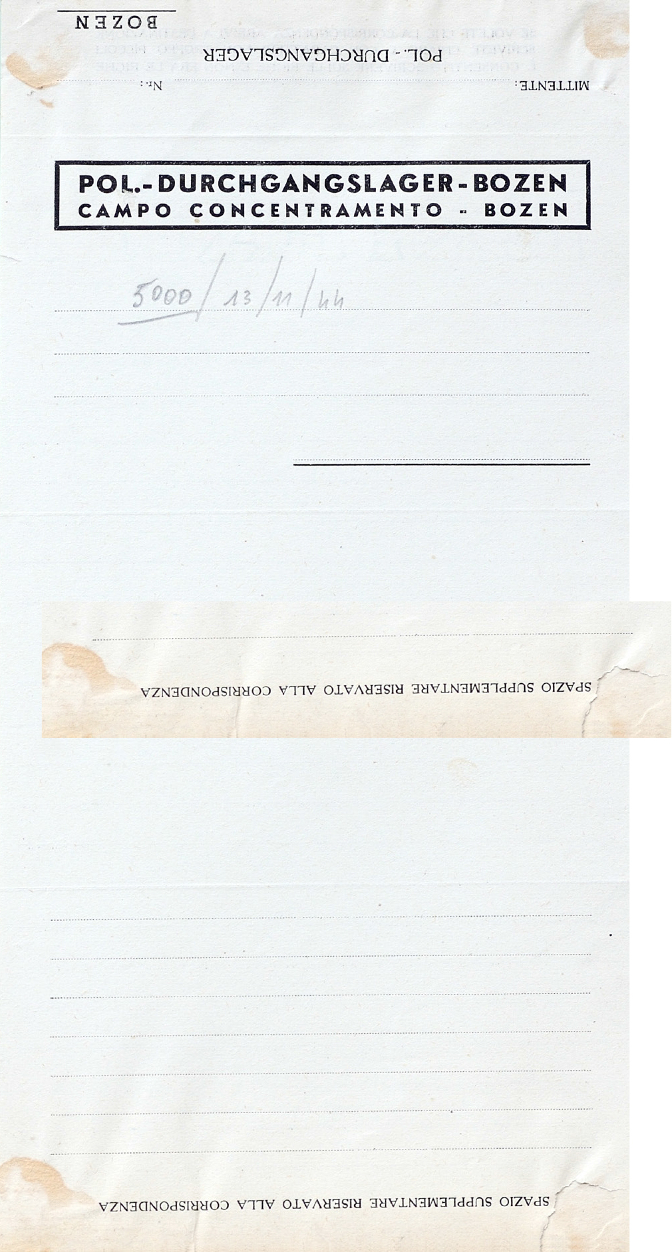 BOZEN
POL.- DURCHGANGSLAGER
MITTENTE: Nr.:
POL.-DURCHGANGSLAGER-BOZEN
CAMPO CONCENTRAMENTO - BOZEN
5000/13/11/44
SPAZIO SUPPLEMENTARE RISERVATO ALLA CORRISPONDENZA
SPAZIO SUPPLEMENTARE RISERVATO ALLA CORRISPONDENZA